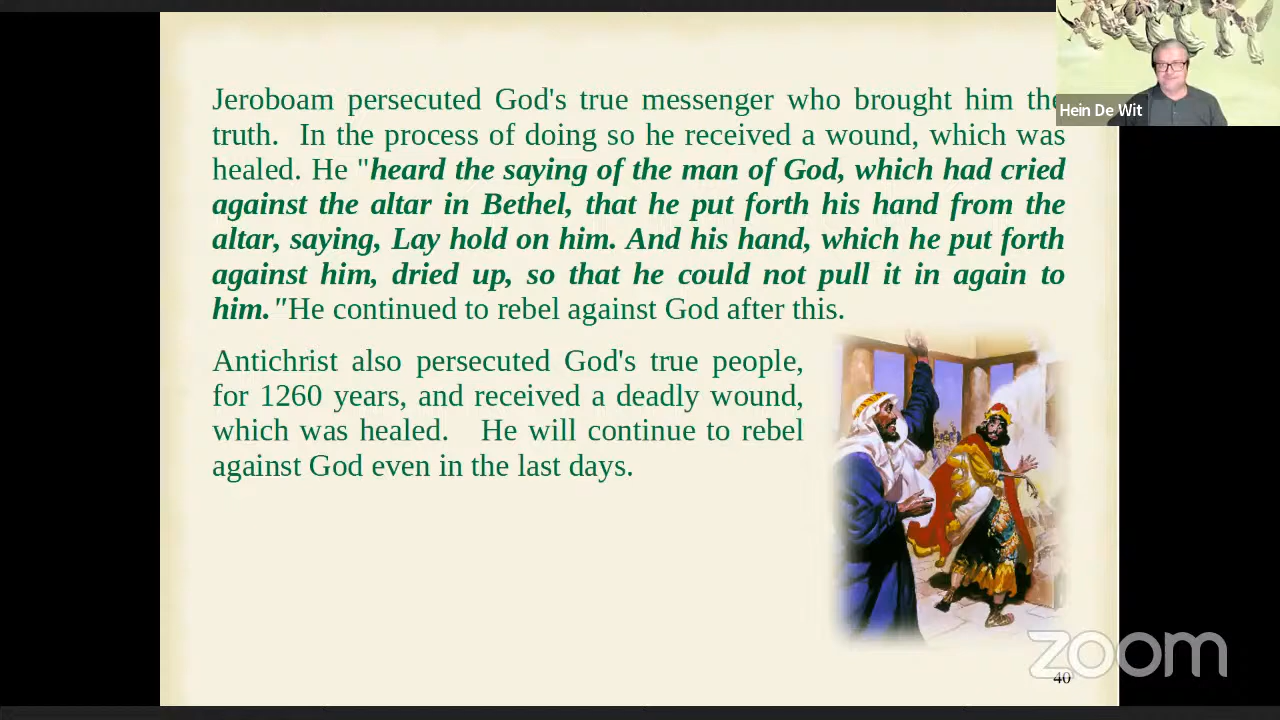 Jeroboam persecuted God's true messenger who brought him the
truth. In the process of doing so he received a wound, which was
healed. He "heard the saying of the man of God, which had cried
against the altar in Bethel, that he put forth his hand from the
altar, saying, Lay hold on him. And his hand, which he put forth
against him, dried up, so that he could not pull it in again to
him."He continued to rebel against God after this.
Antichrist also persecuted God's true people,
for 1260 years, and received a deadly wound,
which was healed. He will continue to rebel
against God even in the last days.
Hein De Wit
zoom
40